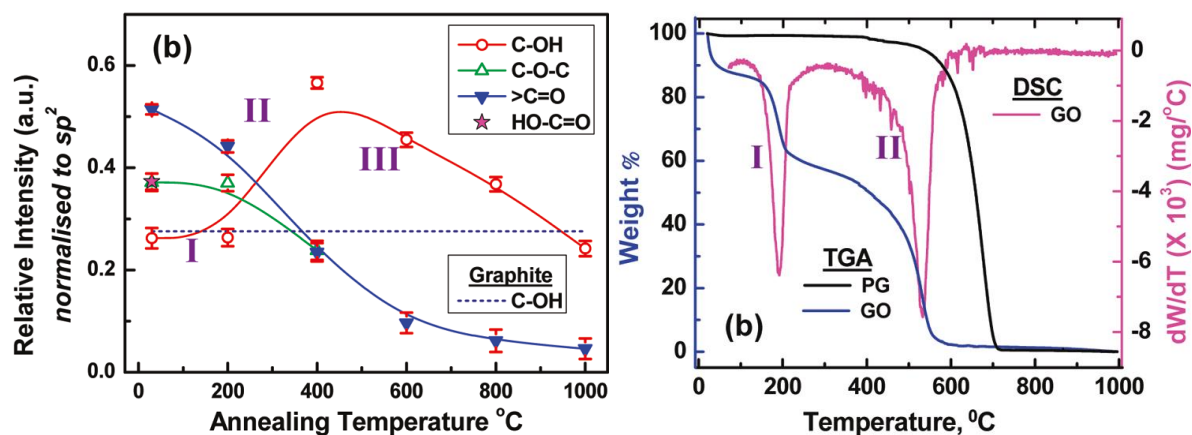 (b)
C-OH
C-O-C
>C=O
HO-C=O
II
III
I
Graphite
C-OH
0.6
0.4
0.2
0.0
Relative Intensity (a.u.)
normalised to sp²
0 200 400 600 800 1000
Annealing Temperature °C
100
80
60
40
20
0
Weight %
DSC
GO
I
II
TGA
PG
GO
(b)
0
-2
-4
-6
-8
dW/dT (X 10³) (mg/°C)
0 200 400 600 800 1000
Temperature, ⁰C